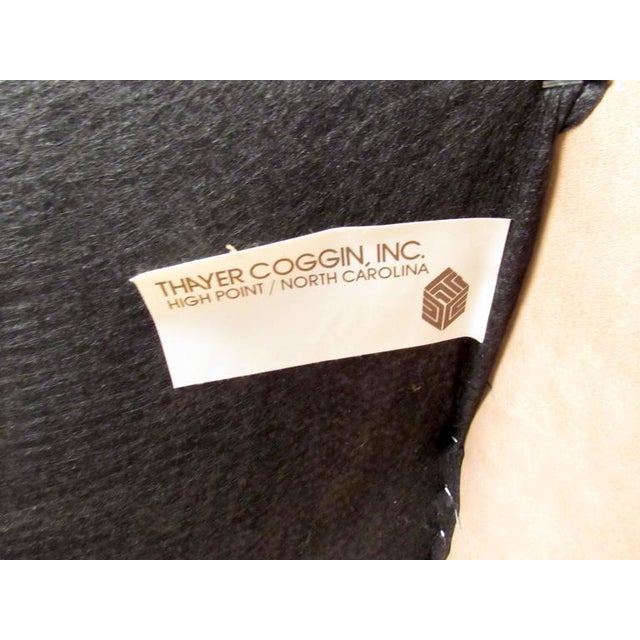 THAYER COGGIN, INC.
HIGH POINT / NORTH CAROLINA